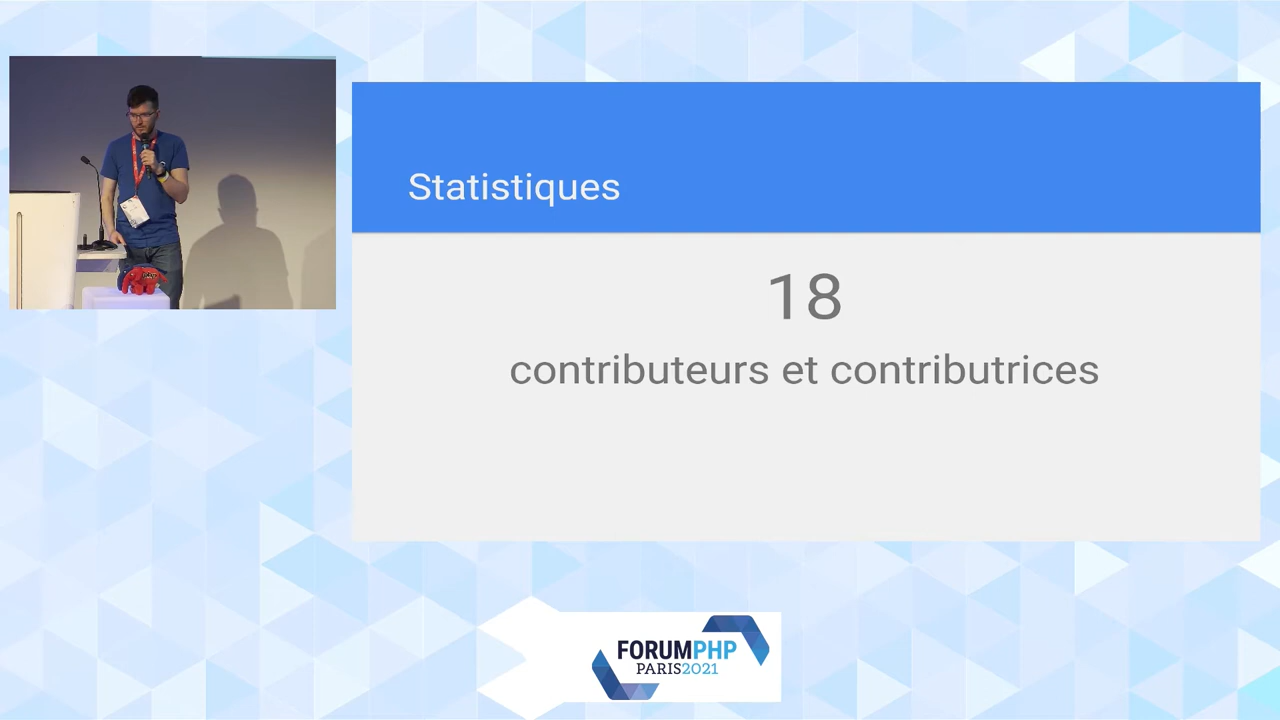 Statistiques
18
contributeurs et contributrices
FORUMPHP
PARIS2021